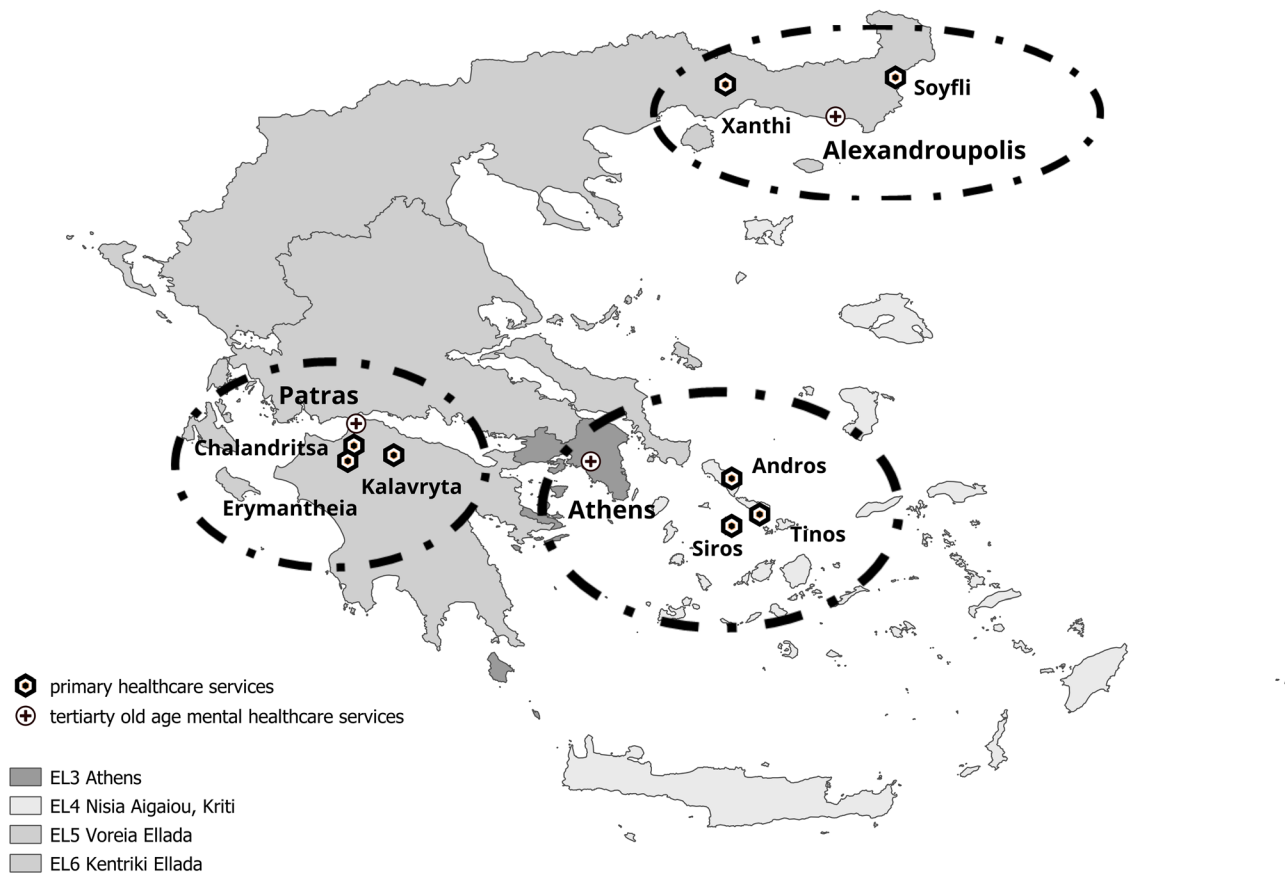 Soyfli
Xanthi
Alexandroupolis
Patras
Chalandritsa
Kalavryta
Erymantheia
Andros
Athens
Tinos
Siros
primary healthcare services
tertiarty old age mental healthcare services
EL3 Athens
EL4 Nisia Aigaiou, Kriti
EL5 Voreia Ellada
EL6 Kentriki Ellada